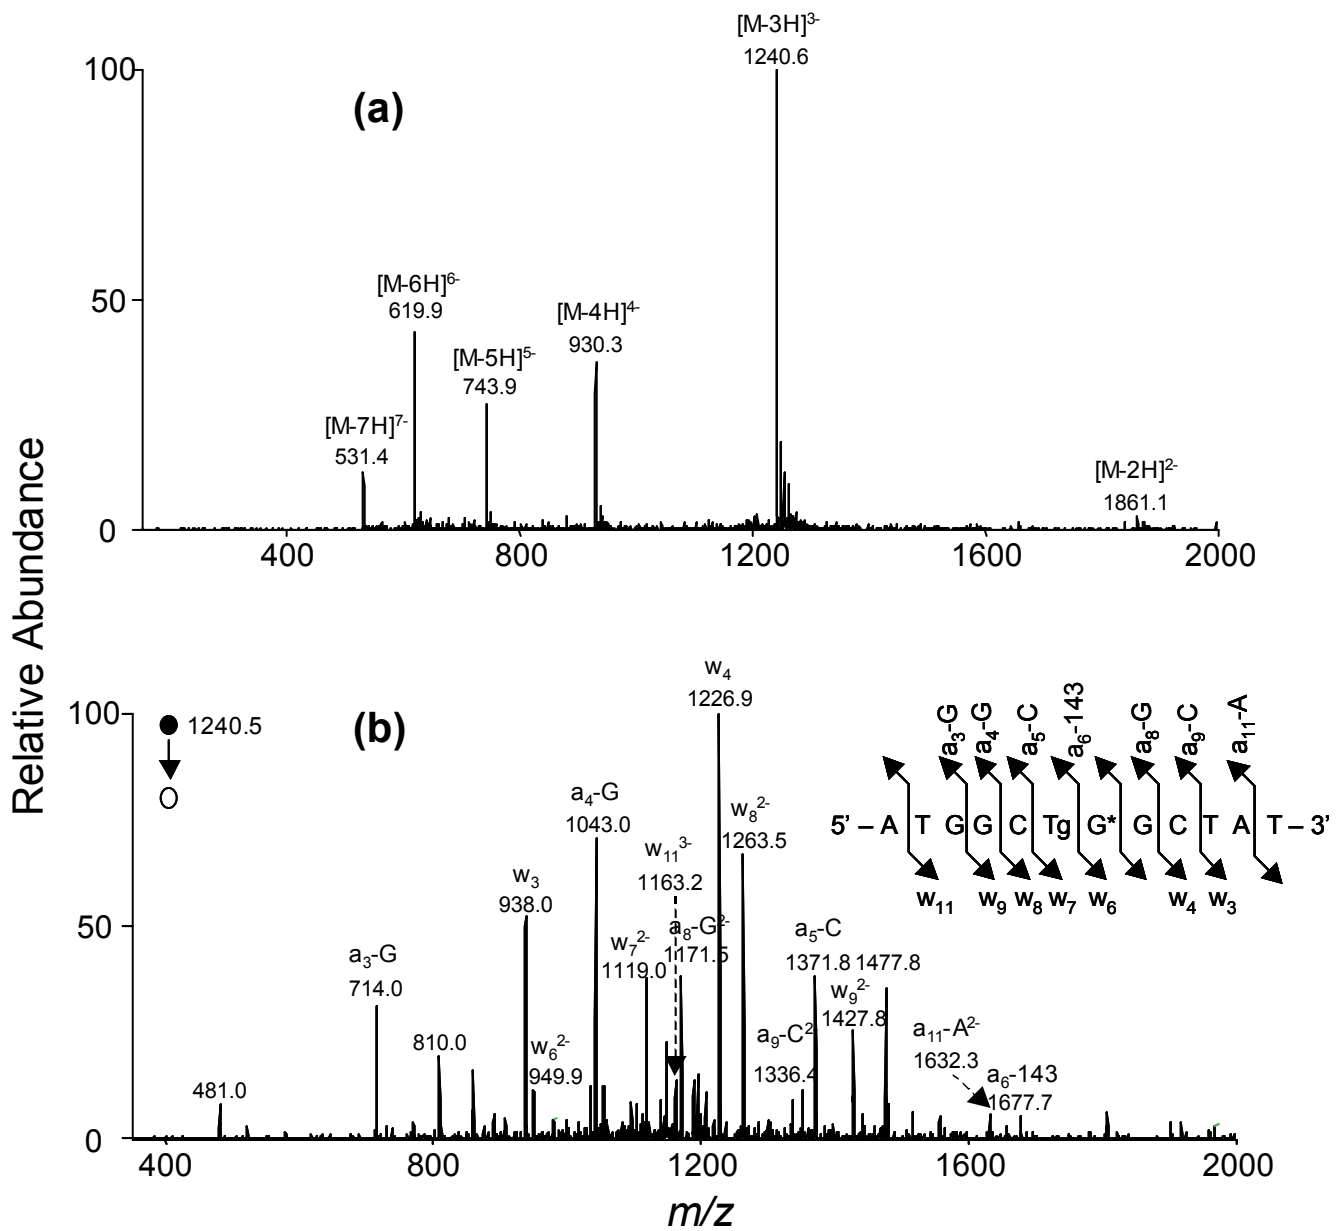 Relative Abundance
(a)
100
50
0
[M-7H]7-
531.4
[M-6H]6-
619.9
[M-5H]5-
743.9
[M-4H]4-
930.3
[M-3H]3-
1240.6
[M-2H]2-
1861.1
400 800 1200 1600 2000
(b)
1240.5
100
50
0
481.0
a3-G
714.0
810.0
w3
938.0
w6 2-
949.9
a4-G
1043.0
w7 2-
1119.0
w11 3-
1163.2
a8-G2-
1171.5
w4
1226.9
w8 2-
1263.5
a9-C2
1336.4
a5-C
1371.8
w9 2-
1427.8
1477.8
a11-A2-
1632.3
a6-143
1677.7
a3-G a4-G a5-C a6-143 a8-G a9-C a11-A
5' – A T G G C Tg G* G C T A T – 3'
w11 w9 w8 w7 w6 w4 w3
400 800 1200 1600 2000
m/z